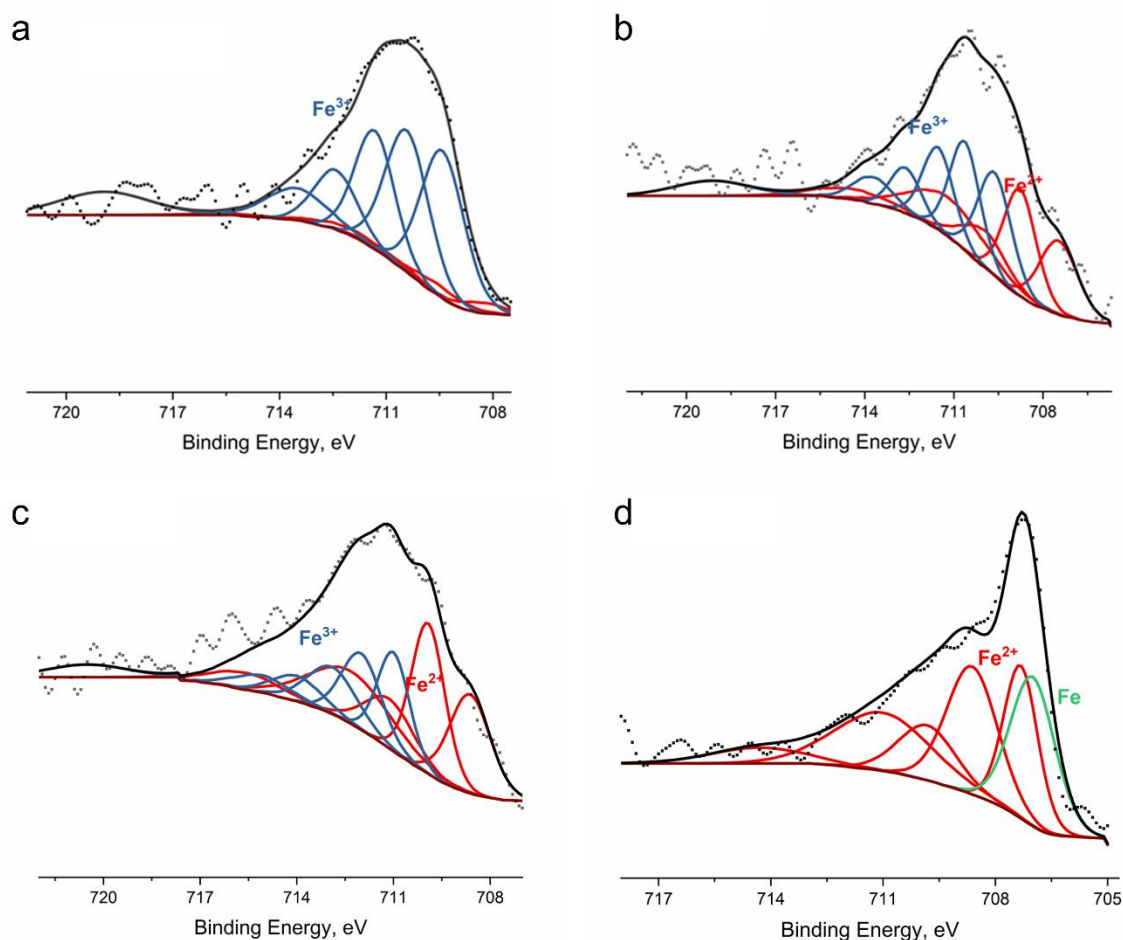 a
Fe³⁺
720 717 714 711 708
Binding Energy, eV
b
Fe³⁺
Fe²⁺
720 717 714 711 708
Binding Energy, eV
c
Fe³⁺
Fe²⁺
720 717 714 711 708
Binding Energy, eV
d
Fe²⁺
Fe
717 714 711 708 705
Binding Energy, eV